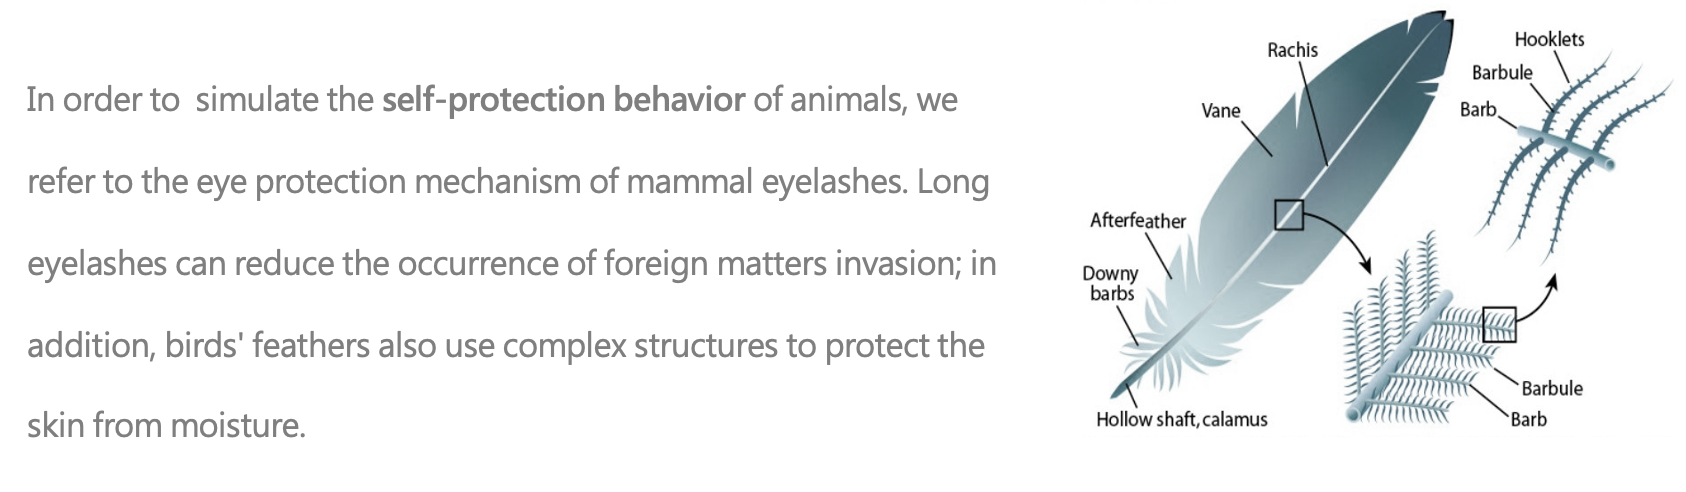 In order to  simulate the self-protection behavior of animals, we
refer to the eye protection mechanism of mammal eyelashes. Long
eyelashes can reduce the occurrence of foreign matters invasion; in
addition, birds' feathers also use complex structures to protect the
skin from moisture.
Rachis
Vane
Afterfeather
Downy
barbs
Hollow shaft, calamus
Hooklets
Barbule
Barb
Barbule
Barb